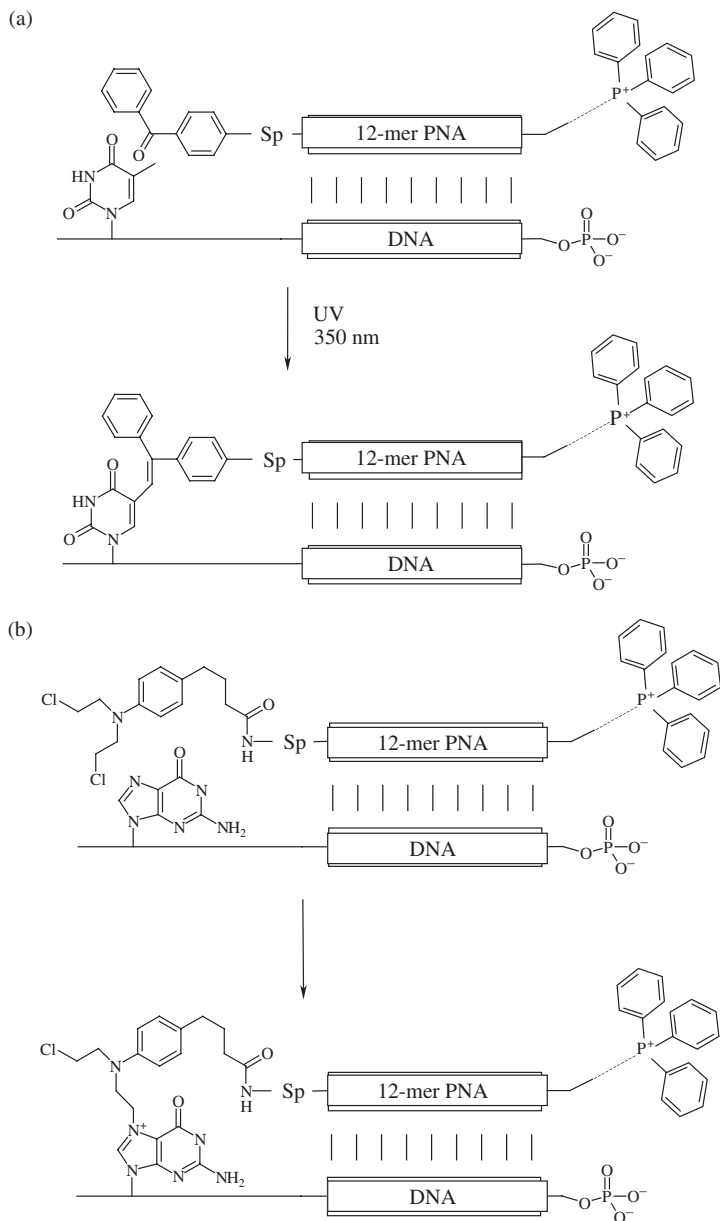 (a)
P+
Sp 12-mer PNA
O
O
HN
O N
O
DNA O P O−
O−
UV
350 nm
P+
Sp 12-mer PNA
O
HN
O
O N
DNA O P O−
O−
(b)
Cl O
N P+
N Sp 12-mer PNA
H
Cl O
N N
N N NH2
O
DNA O P O−
O−
Cl O
N P+
N Sp 12-mer PNA
H
O
N+ N
N N NH2
O
DNA O P O−
O−